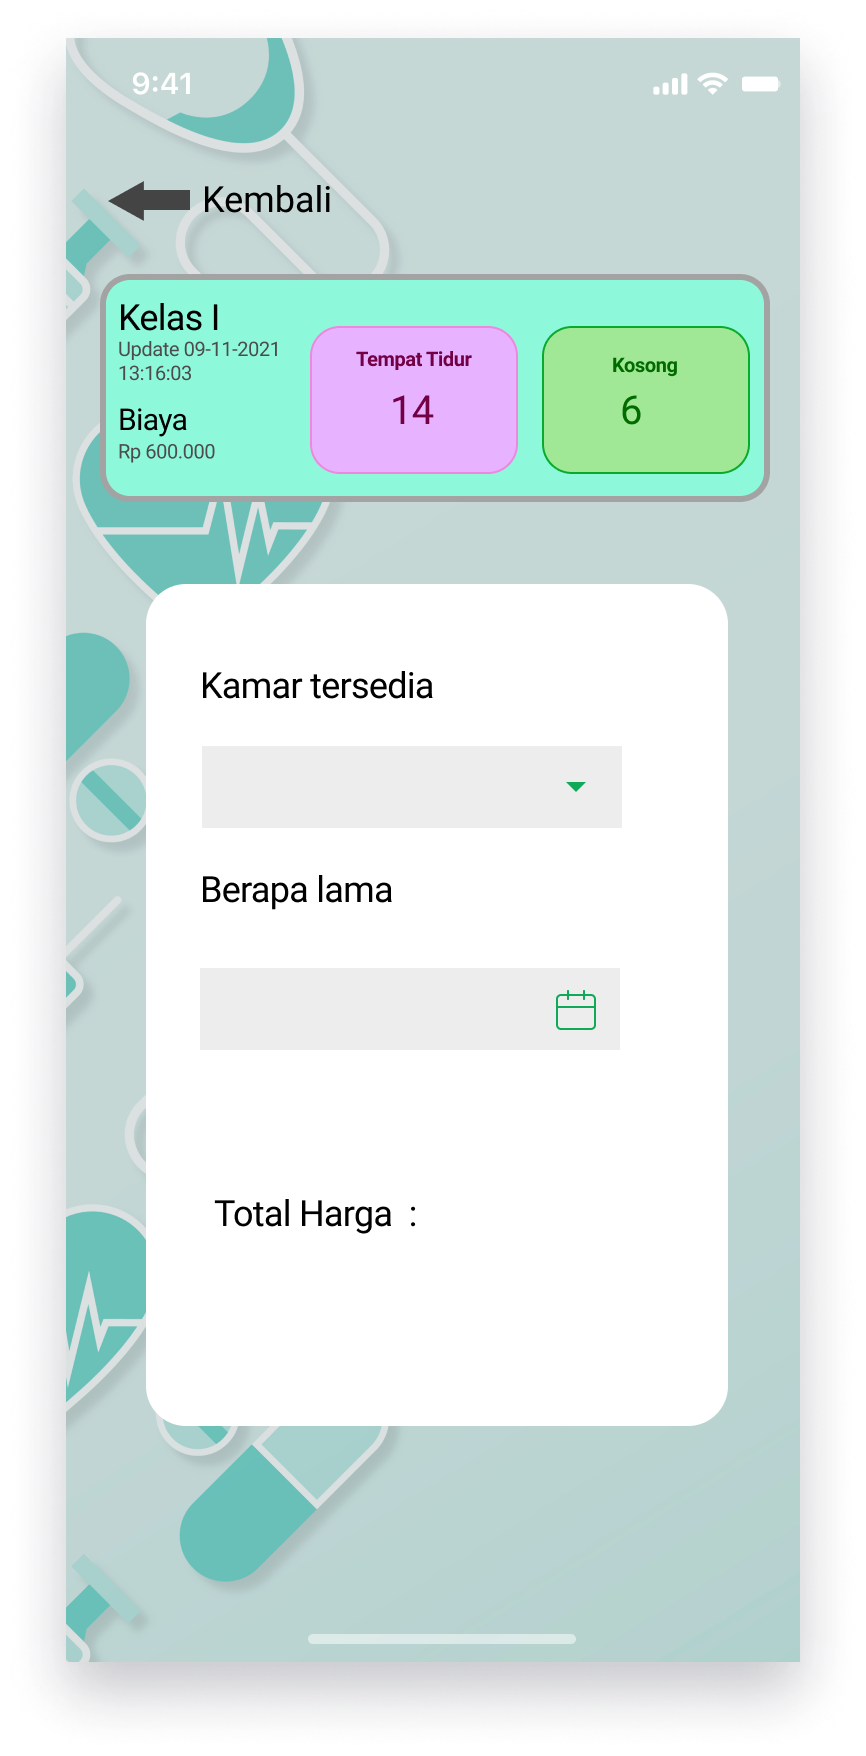 9:41
Kembali
Kelas I
Update 09-11-2021
13:16:03
Biaya
Rp 600.000
Tempat Tidur
14
Kosong
6
Kamar tersedia
Berapa lama
Total Harga :